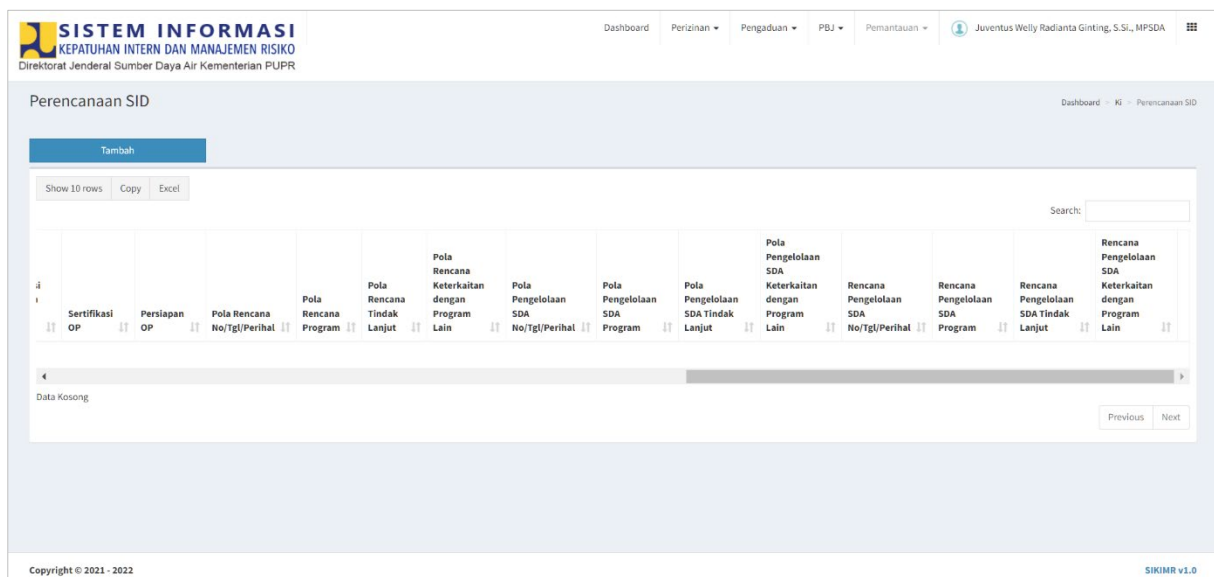 SISTEM INFORMASI
KEPATUHAN INTERN DAN MANAJEMEN RISIKO
Direktorat Jenderal Sumber Daya Air Kementerian PUPR
Dashboard Perizinan Pengaduan PBJ Pemantauan Juventus Welly Radianta Ginting, S.Si., MPSDA
Perencanaan SID
Dashboard > Ki > Perencanaan SID
Tambah
Show 10 rows Copy Excel
Search:
Sertifikasi
OP
Persiapan
OP
Pola Rencana
No/Tgl/Perihal
Pola
Rencana
Program
Pola
Rencana
Tindak
Lanjut
Pola
Rencana
Keterkaitan
dengan
Program
Lain
Pola
Pengelolaan
SDA
No/Tgl/Perihal
Pola
Pengelolaan
SDA
Program
Pola
Pengelolaan
SDA Tindak
Lanjut
Pola
Pengelolaan
SDA
Keterkaitan
dengan
Program
Lain
Rencana
Pengelolaan
SDA
No/Tgl/Perihal
Rencana
Pengelolaan
SDA
Program
Rencana
Pengelolaan
SDA Tindak
Lanjut
Rencana
Pengelolaan
SDA
Keterkaitan
dengan
Program
Lain
Data Kosong
Previous Next
Copyright © 2021 - 2022
SIKIMR v1.0